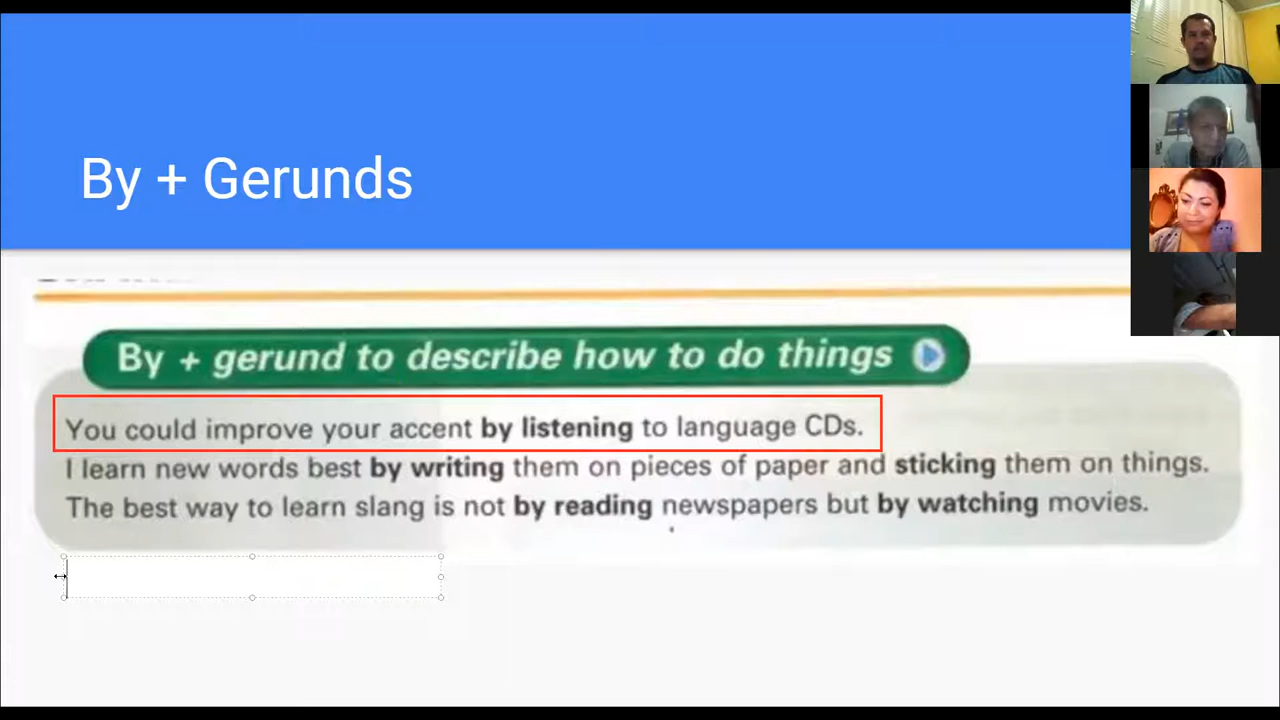 By + Gerunds
By + gerund to describe how to do things
You could improve your accent by listening to language CDs.
I learn new words best by writing them on pieces of paper and sticking them on things.
The best way to learn slang is not by reading newspapers but by watching movies.